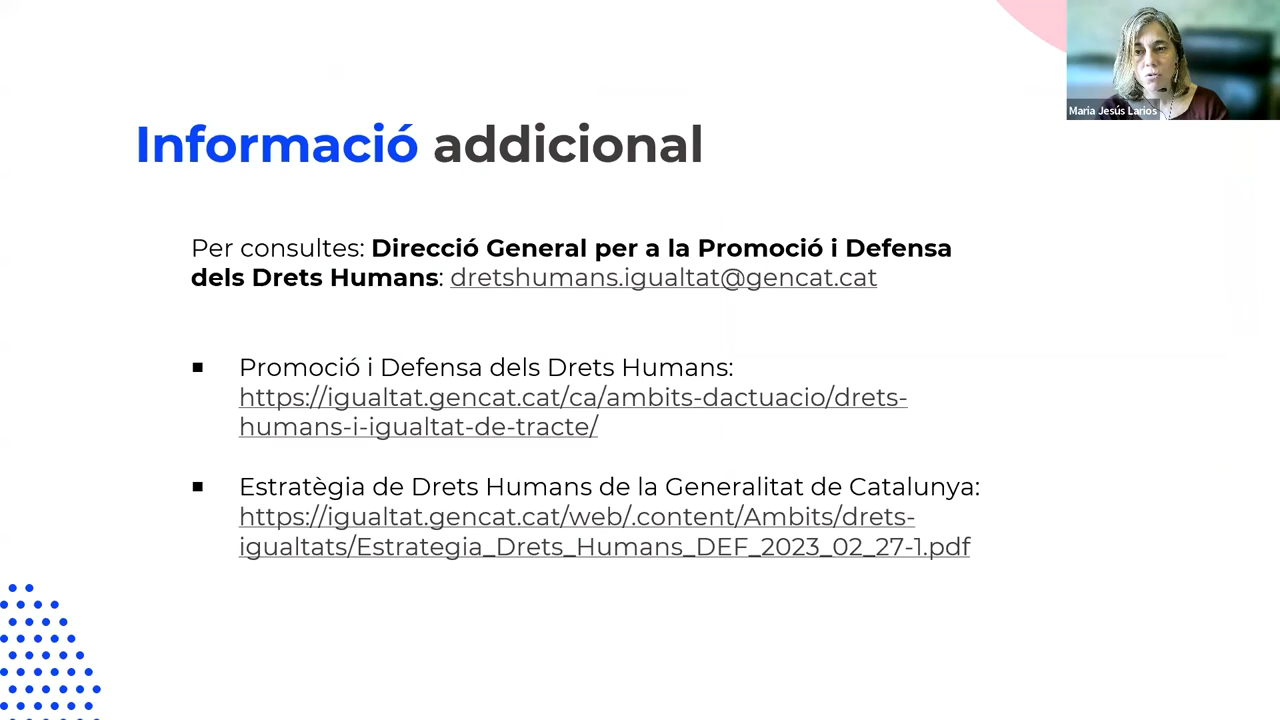 Maria Jesús Larios
Informació addicional
Per consultes: Direcció General per a la Promoció i Defensa
dels Drets Humans: dretshumans.igualtat@gencat.cat
Promoció i Defensa dels Drets Humans:
https://igualtat.gencat.cat/ca/ambits-dactuacio/drets-
humans-i-igualtat-de-tracte/
Estratègia de Drets Humans de la Generalitat de Catalunya:
https://igualtat.gencat.cat/web/.content/Ambits/drets-
igualtats/Estrategia_Drets_Humans_DEF_2023_02_27-1.pdf